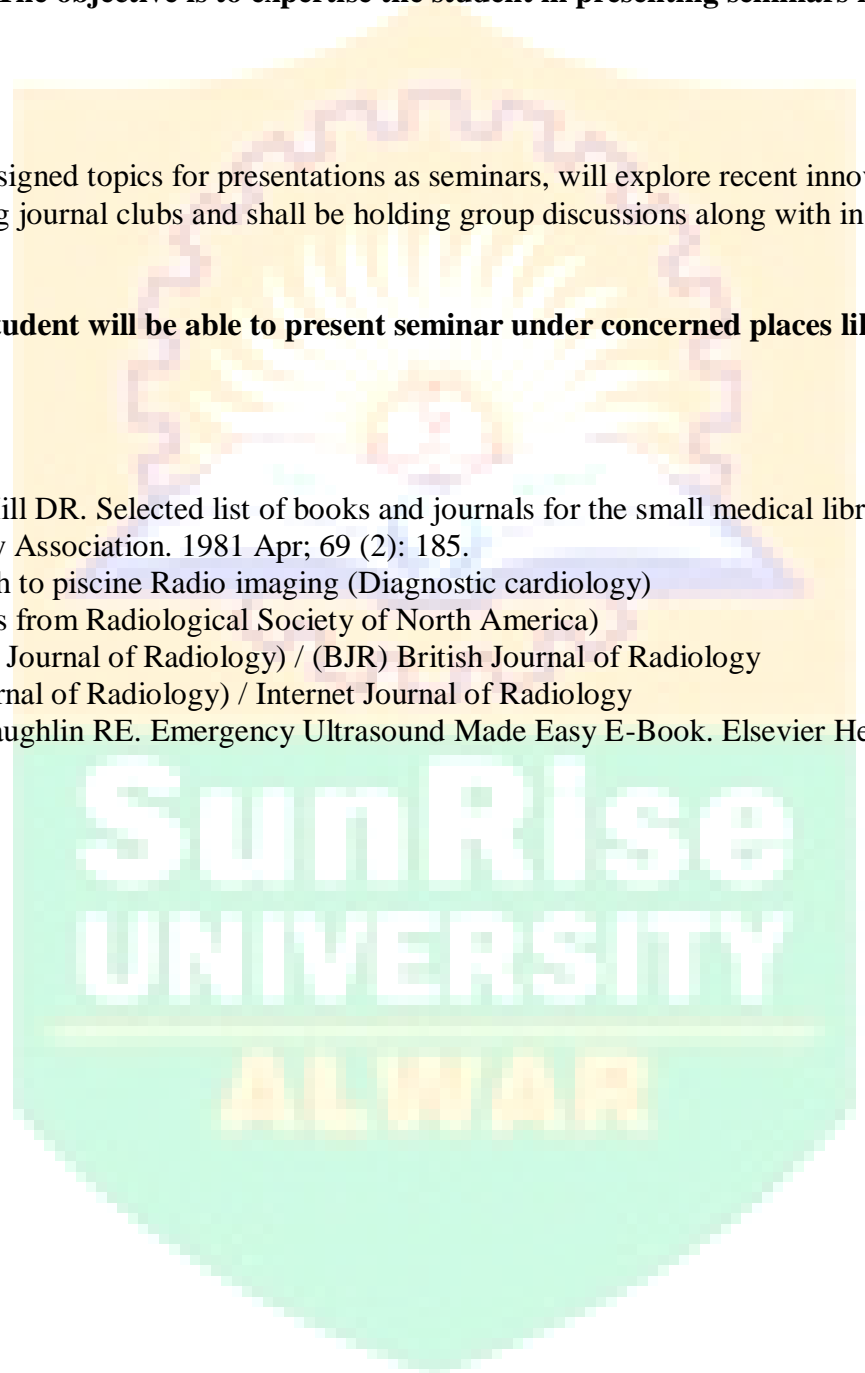 The objective is to expertise the student in presenting seminars
signed topics for presentations as seminars, will explore recent inno
g journal clubs and shall be holding group discussions along with in
tudent will be able to present seminar under concerned places lil
ill DR. Selected list of books and journals for the small medical libr
y Association. 1981 Apr; 69 (2): 185.
h to piscine Radio imaging (Diagnostic cardiology)
s from Radiological Society of North America)
Journal of Radiology) / (BJR) British Journal of Radiology
rnal of Radiology) / Internet Journal of Radiology
aughlin RE. Emergency Ultrasound Made Easy E-Book. Elsevier He
SunRise
UNIVERSITY
ALWAR